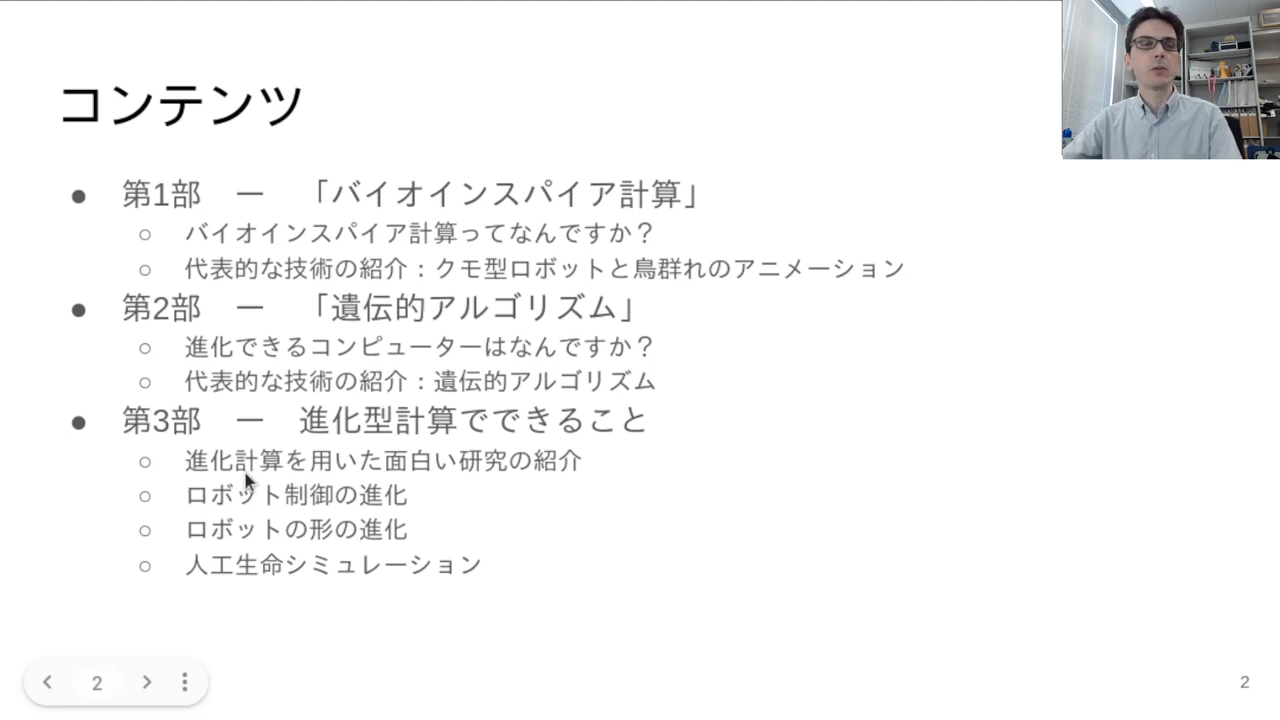 コンテンツ
● 第1部 ー 「バイオインスパイア計算」
○ バイオインスパイア計算ってなんですか？
○ 代表的な技術の紹介：クモ型ロボットと鳥群れのアニメーション
● 第2部 ー 「遺伝的アルゴリズム」
○ 進化できるコンピューターはなんですか？
○ 代表的な技術の紹介：遺伝的アルゴリズム
● 第3部 ー 進化型計算でできること
○ 進化計算を用いた面白い研究の紹介
○ ロボット制御の進化
○ ロボットの形の進化
○ 人工生命シミュレーション
2
2